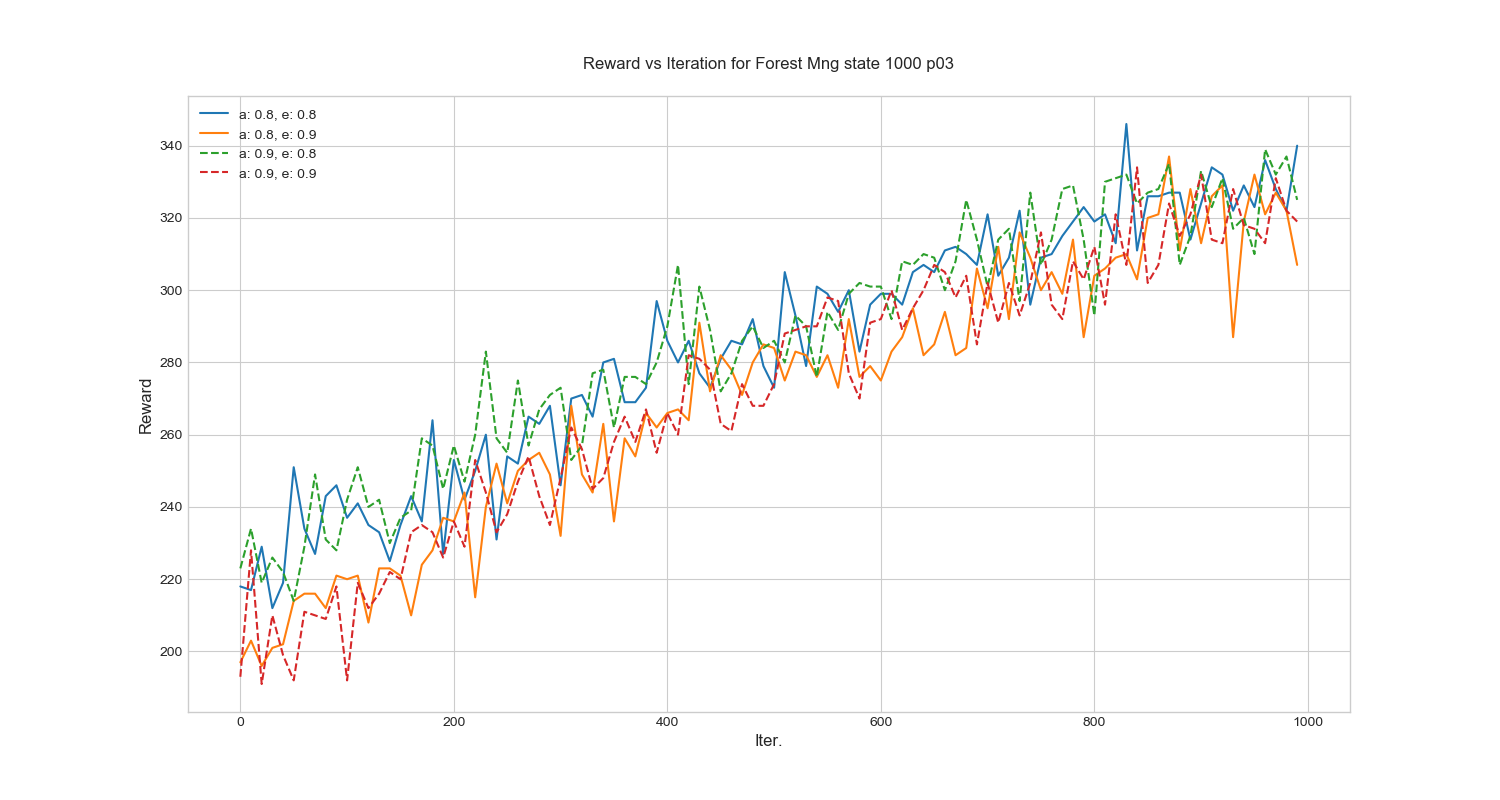 Reward vs Iteration for Forest Mng state 1000 p03
a: 0.8, e: 0.8
a: 0.8, e: 0.9
a: 0.9, e: 0.8
a: 0.9, e: 0.9
340
320
300
280
260
240
220
200
Reward
0 200 400 600 800 1000
Iter.